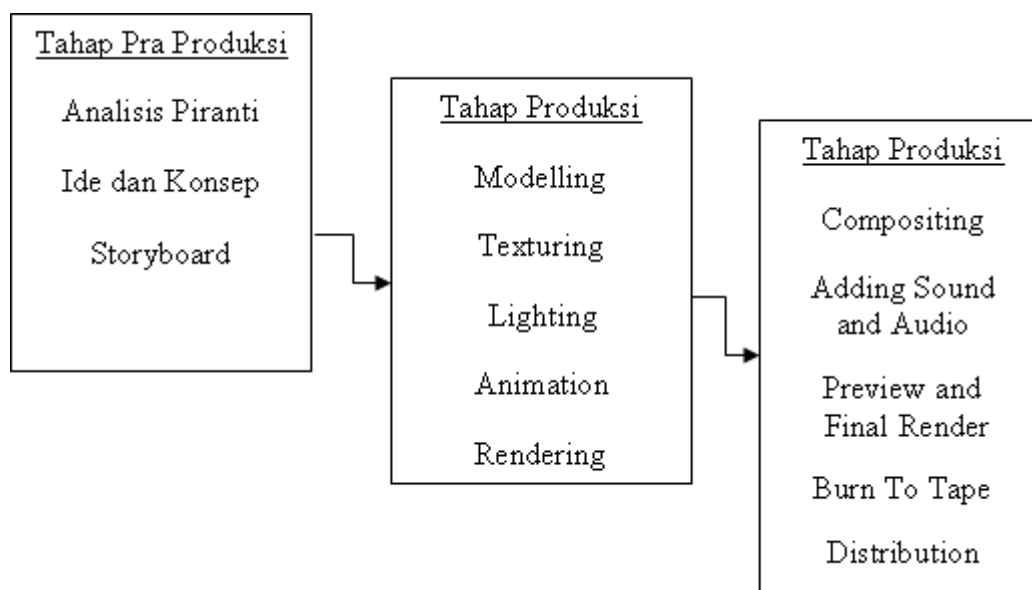 Tahap Pra Produksi
Analisis Piranti
Ide dan Konsep
Storyboard
Tahap Produksi
Modelling
Texturing
Lighting
Animation
Rendering
Tahap Produksi
Compositing
Adding Sound
and Audio
Preview and
Final Render
Burn To Tape
Distribution